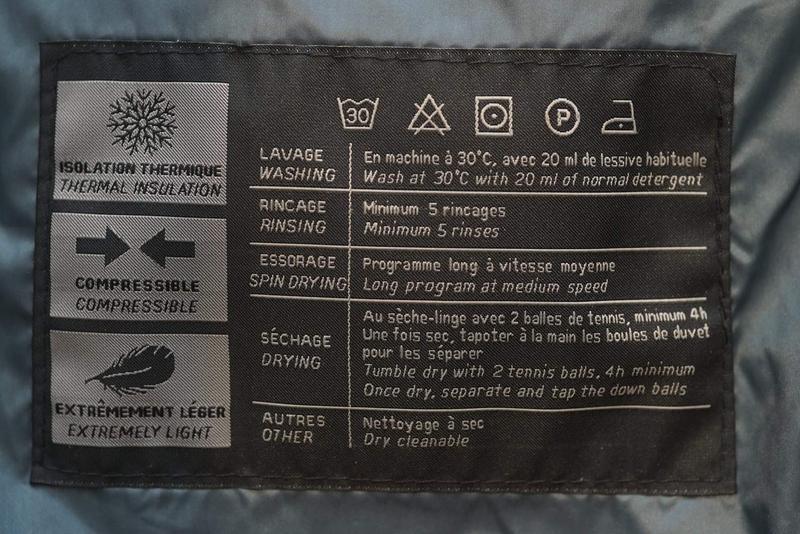 ISOLATION THERMIQUE
THERMAL INSULATION
COMPRESSIBLE
COMPRESSIBLE
EXTRÊMEMENT LÉGER
EXTREMELY LIGHT
30 P
LAVAGE
WASHING
En machine à 30°C, avec 20 ml de lessive habituelle
Wash at 30°C with 20 ml of normal detergent
RINCAGE
RINSING
Minimum 5 rincages
Minimum 5 rinses
ESSORAGE
SPIN DRYING
Programme long à vitesse moyenne
Long program at medium speed
SÉCHAGE
DRYING
Au sèche-linge avec 2 balles de tennis, minimum 4h
Une fois sec, tapoter à la main les boules de duvet
pour les séparer
Tumble dry with 2 tennis balls, 4h minimum
Once dry, separate and tap the down balls
AUTRES
OTHER
Nettoyage à sec
Dry cleanable